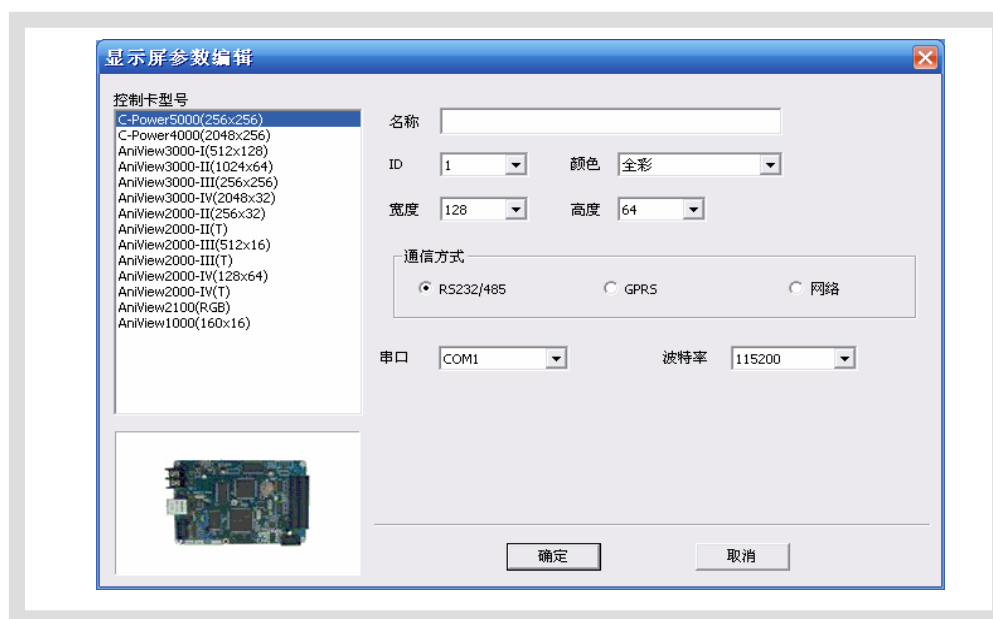 显示屏参数编辑
控制卡型号
C-Power5000(256x256)
C-Power4000(2048x256)
AniView3000-I(512x128)
AniView3000-II(1024x64)
AniView3000-III(256x256)
AniView3000-IV(2048x32)
AniView2000-II(256x32)
AniView2000-II(T)
AniView2000-III(512x16)
AniView2000-III(T)
AniView2000-IV(128x64)
AniView2000-IV(T)
AniView2100(RGB)
AniView1000(160x16)
名称
ID 1 颜色 全彩
宽度 128 高度 64
通信方式
RS232/485 GPRS 网络
串口 COM1 波特率 115200
确定 取消